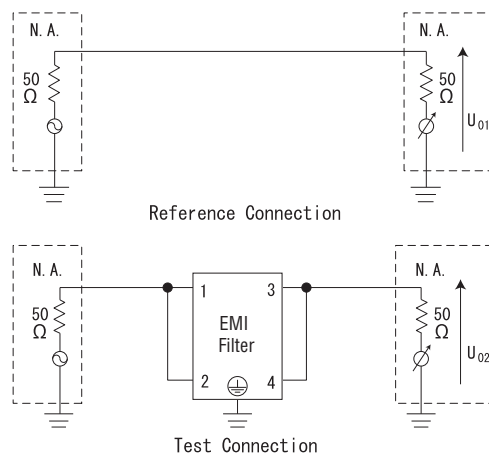 N. A.
N. A.
50
Ω
50
Ω
U01
Reference Connection
N. A.
N. A.
1
3
50
Ω
EMI
Filter
50
Ω
U02
2
4
Test Connection